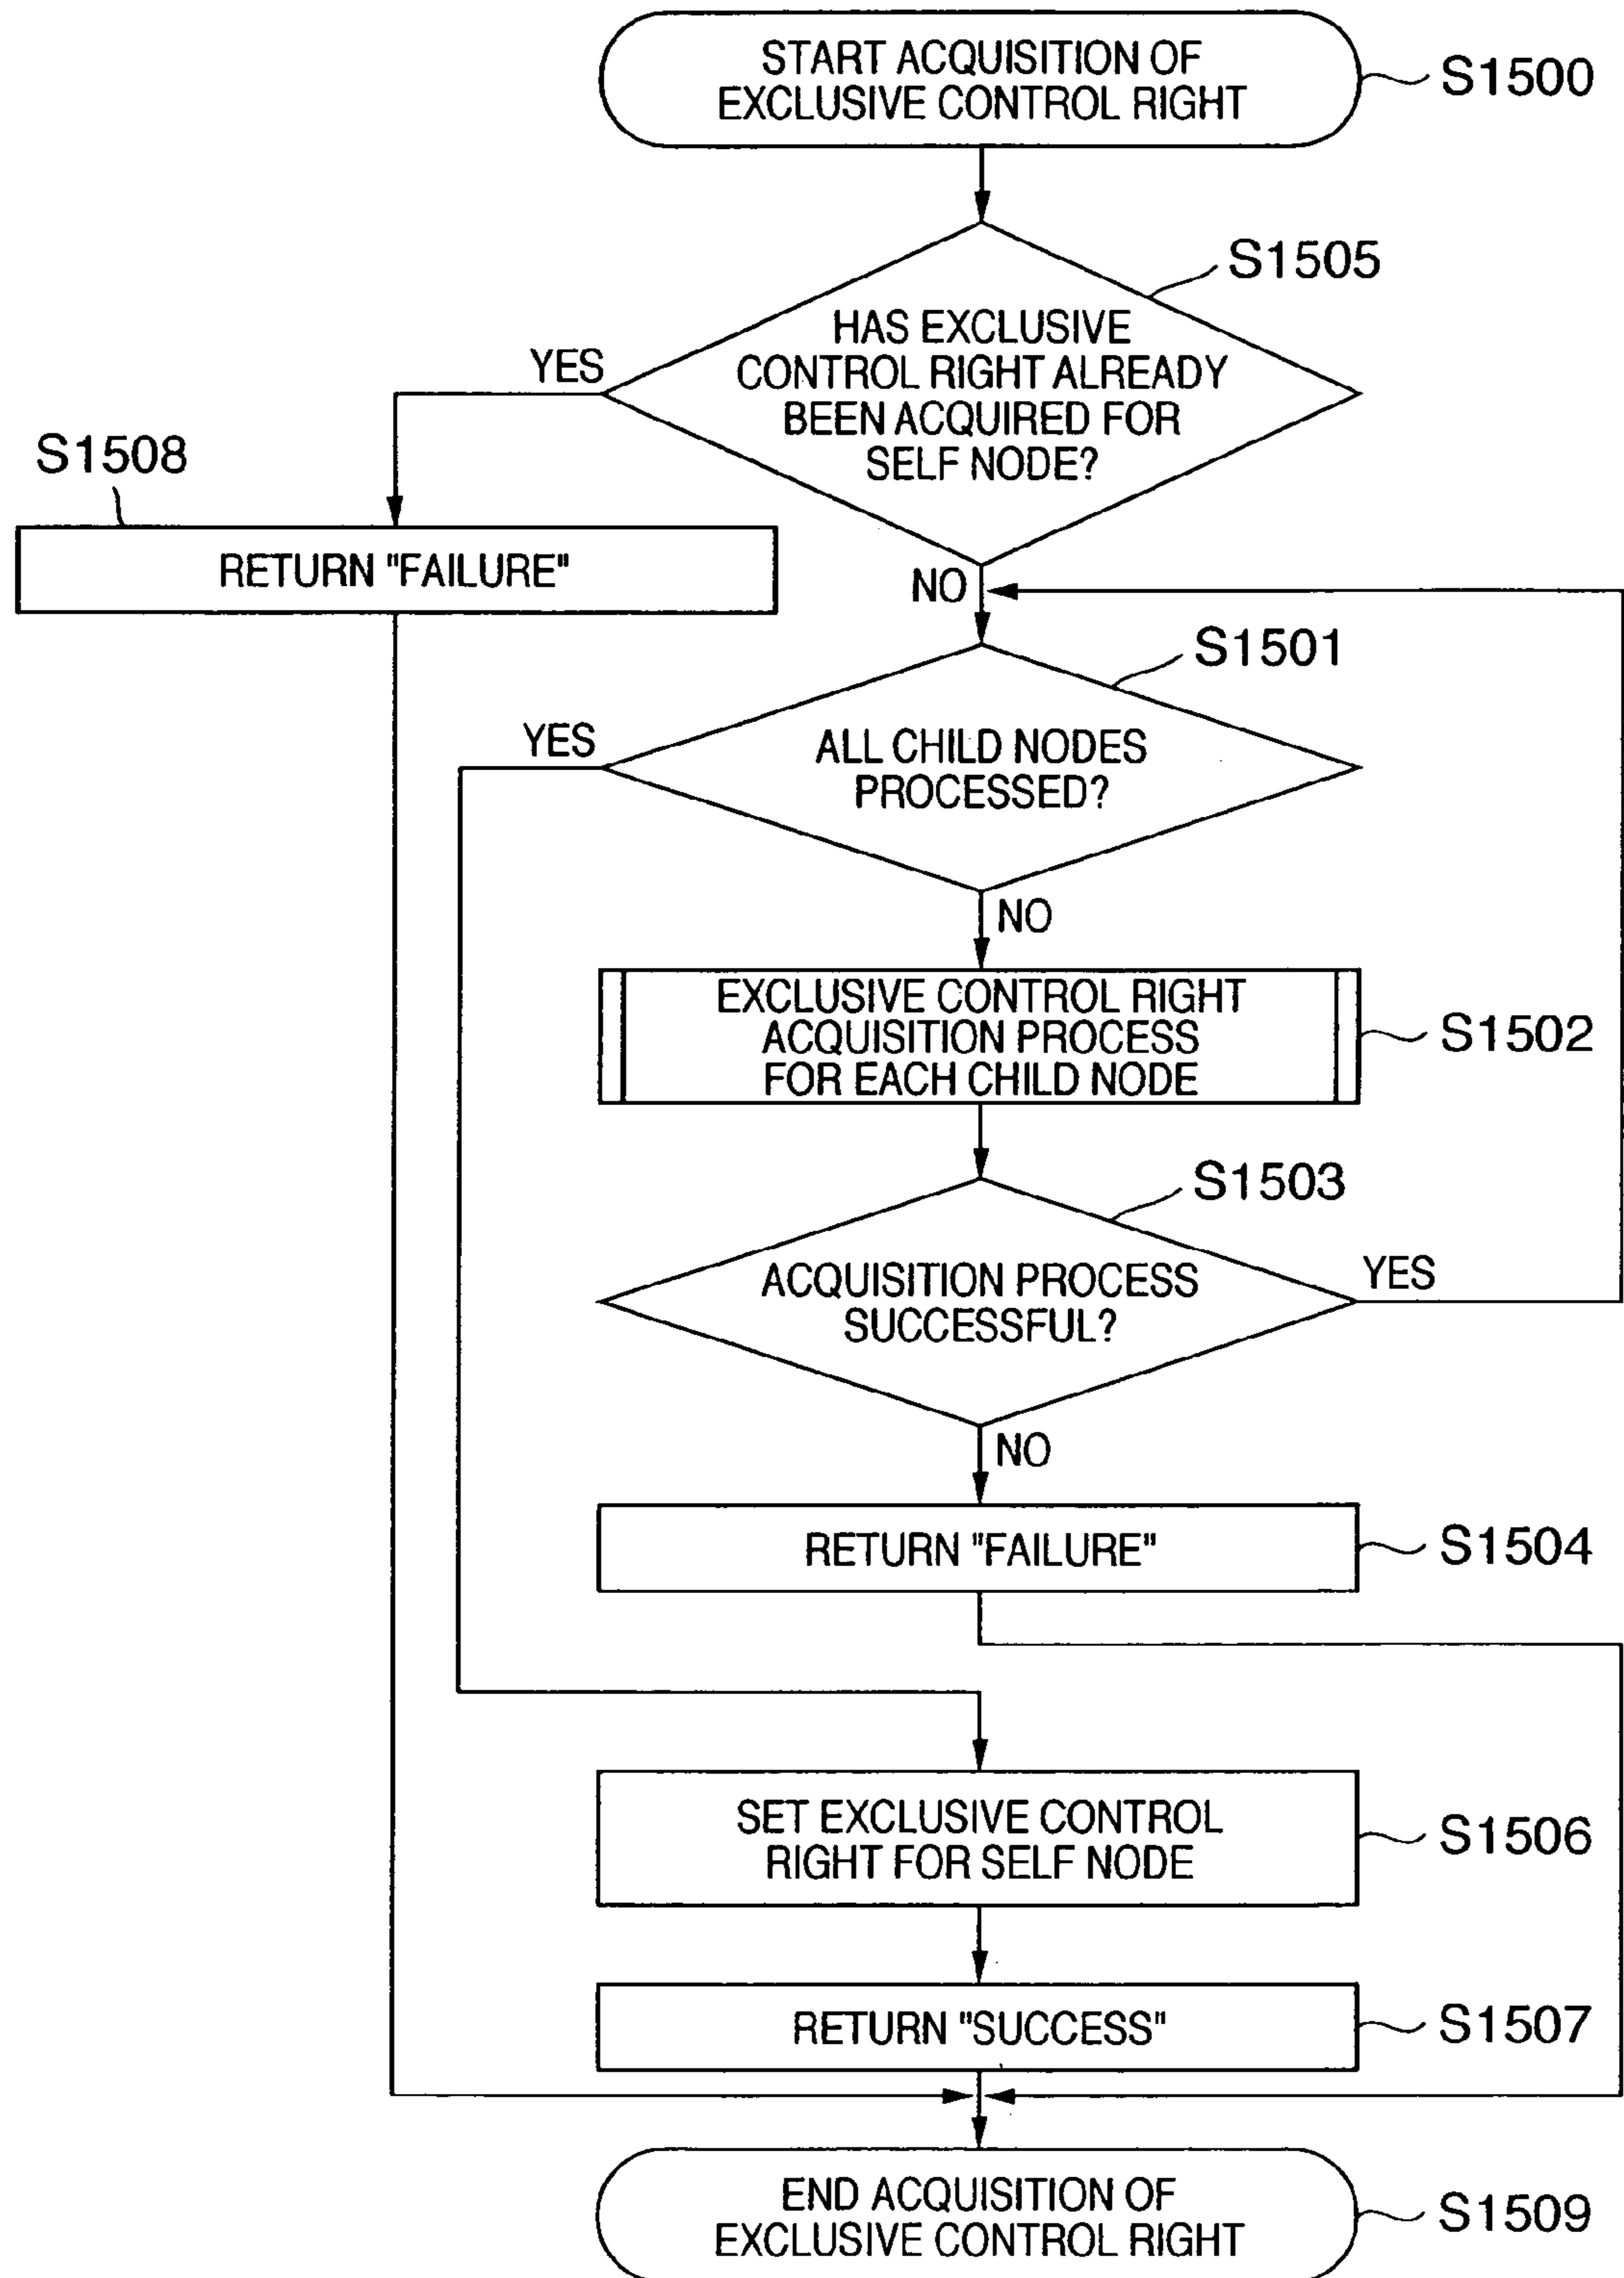 START ACQUISITION OF
EXCLUSIVE CONTROL RIGHT
S1500
S1505
HAS EXCLUSIVE
CONTROL RIGHT ALREADY
BEEN ACQUIRED FOR
SELF NODE?
YES
S1508
RETURN "FAILURE"
NO
S1501
YES
ALL CHILD NODES
PROCESSED?
NO
EXCLUSIVE CONTROL RIGHT
ACQUISITION PROCESS
FOR EACH CHILD NODE
S1502
S1503
ACQUISITION PROCESS
SUCCESSFUL?
YES
NO
RETURN "FAILURE"
S1504
SET EXCLUSIVE CONTROL
RIGHT FOR SELF NODE
S1506
RETURN "SUCCESS"
S1507
END ACQUISITION OF
EXCLUSIVE CONTROL RIGHT
S1509